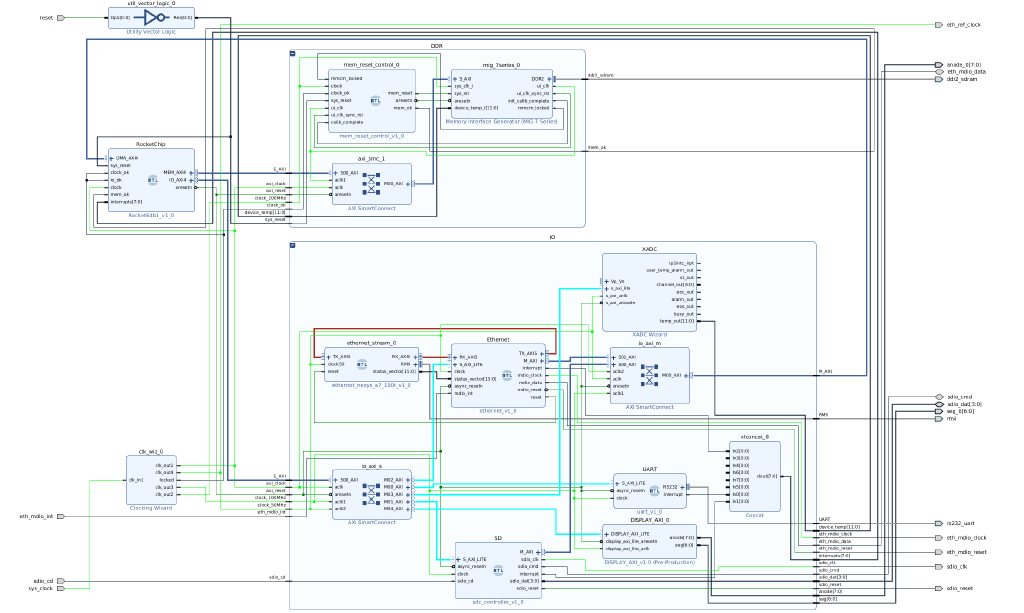 util_vector_logic_0
reset
Op1[0:0]
Res[0:0]
Utility Vector Logic
eth_ref_clock
DDR
mem_reset_control_0
mmcm_locked
clock
clock_ok
sys_reset
ui_clk
ui_clk_sync_rst
calib_complete
mem_reset
aresetn
mem_ok
RTL
mem_reset_control_v1_0
mig_7series_0
S_AXI
sys_clk_i
sys_rst
aresetn
device_temp_i[11:0]
DDR2
ui_clk
ui_clk_sync_rst
init_calib_complete
mmcm_locked
Memory Interface Generator (MIG 7 Series)
ddr2_sdram
mem_ok
anode_0[7:0]
eth_mdio_data
ddr2_sdram
RocketChip
DMA_AXI4
sys_reset
clock_ok
io_ok
clock
mem_ok
interrupts[7:0]
MEM_AXI4
IO_AXI4
aresetn
RTL
Rocket64b1_v1_0
axi_smc_1
S00_AXI
aclk1
aclk
aresetn
M00_AXI
AXI SmartConnect
S_AXI
axi_clock
axi_reset
clock_200MHz
clock_ok
device_temp[11:0]
sys_reset
IO
XADC
Vp_Vn
s_axi_lite
s_axi_aclk
s_axi_aresetn
ip2intc_irpt
user_temp_alarm_out
ot_out
channel_out[4:0]
eoc_out
alarm_out
eos_out
busy_out
temp_out[11:0]
XADC Wizard
ethernet_stream_0
TX_AXIS
clock50
reset
RX_AXIS
RMII
status_vector[15:0]
RTL
ethernet_nexys_a7_100t_v1_0
Ethernet
RX_AXIS
S_AXI_LITE
clock
status_vector[15:0]
async_resetn
mdio_int
TX_AXIS
M_AXI
interrupt
mdio_clock
mdio_data
mdio_reset
reset
RTL
ethernet_v1_0
io_axi_m
S01_AXI
S00_AXI
aclk2
aclk
aresetn
aclk1
M00_AXI
AXI SmartConnect
M_AXI
RMII
sdio_cmd
sdio_dat[3:0]
seg_0[6:0]
rmii
clk_wiz_0
clk_in1
clk_out1
clk_out4
locked
clk_out3
clk_out2
Clocking Wizard
S_AXI
axi_clock
axi_reset
clock_100MHz
clock_50MHz
eth_mdio_int
io_axi_s
S00_AXI
aclk
aresetn
aclk1
aclk2
M02_AXI
M00_AXI
M03_AXI
M01_AXI
M04_AXI
AXI SmartConnect
UART
S_AXI_LITE
async_resetn
clock
RS232
interrupt
RTL
uart_v1_0
xlconcat_0
In2[0:0]
In3[0:0]
In4[0:0]
In6[0:0]
In7[0:0]
In5[0:0]
In0[0:0]
In1[0:0]
dout[7:0]
Concat
DISPLAY_AXI_0
DISPLAY_AXI_LITE
display_axi_lite_aresetn
display_axi_lite_aclk
anode[7:0]
seg[6:0]
DISPLAY_AXI_v1.0 (Pre-Production)
SD
S_AXI_LITE
async_resetn
clock
sdio_cd
M_AXI
sdio_clk
sdio_cmd
interrupt
sdio_dat[3:0]
sdio_reset
RTL
sdc_controller_v1_0
UART
device_temp[11:0]
eth_mdio_clock
eth_mdio_data
eth_mdio_reset
interrupts[7:0]
sdio_clk
sdio_cmd
sdio_dat[3:0]
sdio_reset
anode[7:0]
seg[6:0]
eth_mdio_int
sdio_cd
sdio_cd
sys_clock
rs232_uart
eth_mdio_clock
eth_mdio_reset
sdio_clk
sdio_reset